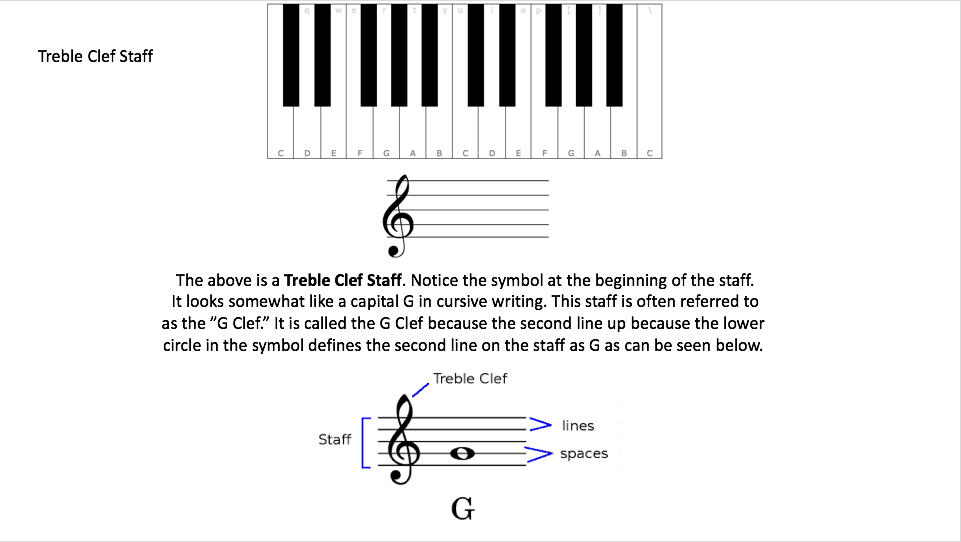 q w e r t y u i o p [ ] \
Treble Clef Staff
C D E F G A B C D E F G A B C
The above is a Treble Clef Staff. Notice the symbol at the beginning of the staff.
It looks somewhat like a capital G in cursive writing. This staff is often referred to
as the ”G Clef.” It is called the G Clef because the second line up because the lower
circle in the symbol defines the second line on the staff as G as can be seen below.
Treble Clef
lines
Staff
spaces
G